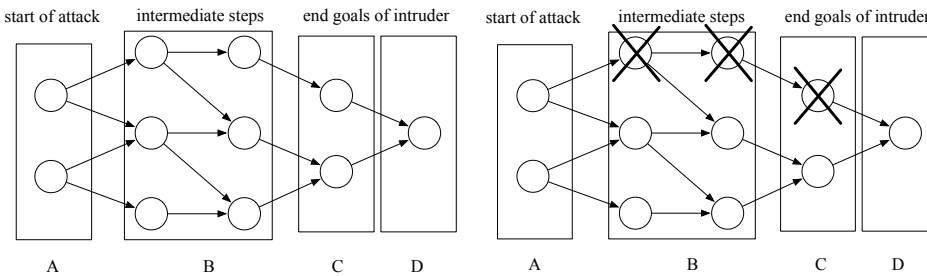 start of attack intermediate steps end goals of intruder
A B C D
start of attack intermediate steps end goals of intruder
A B C D